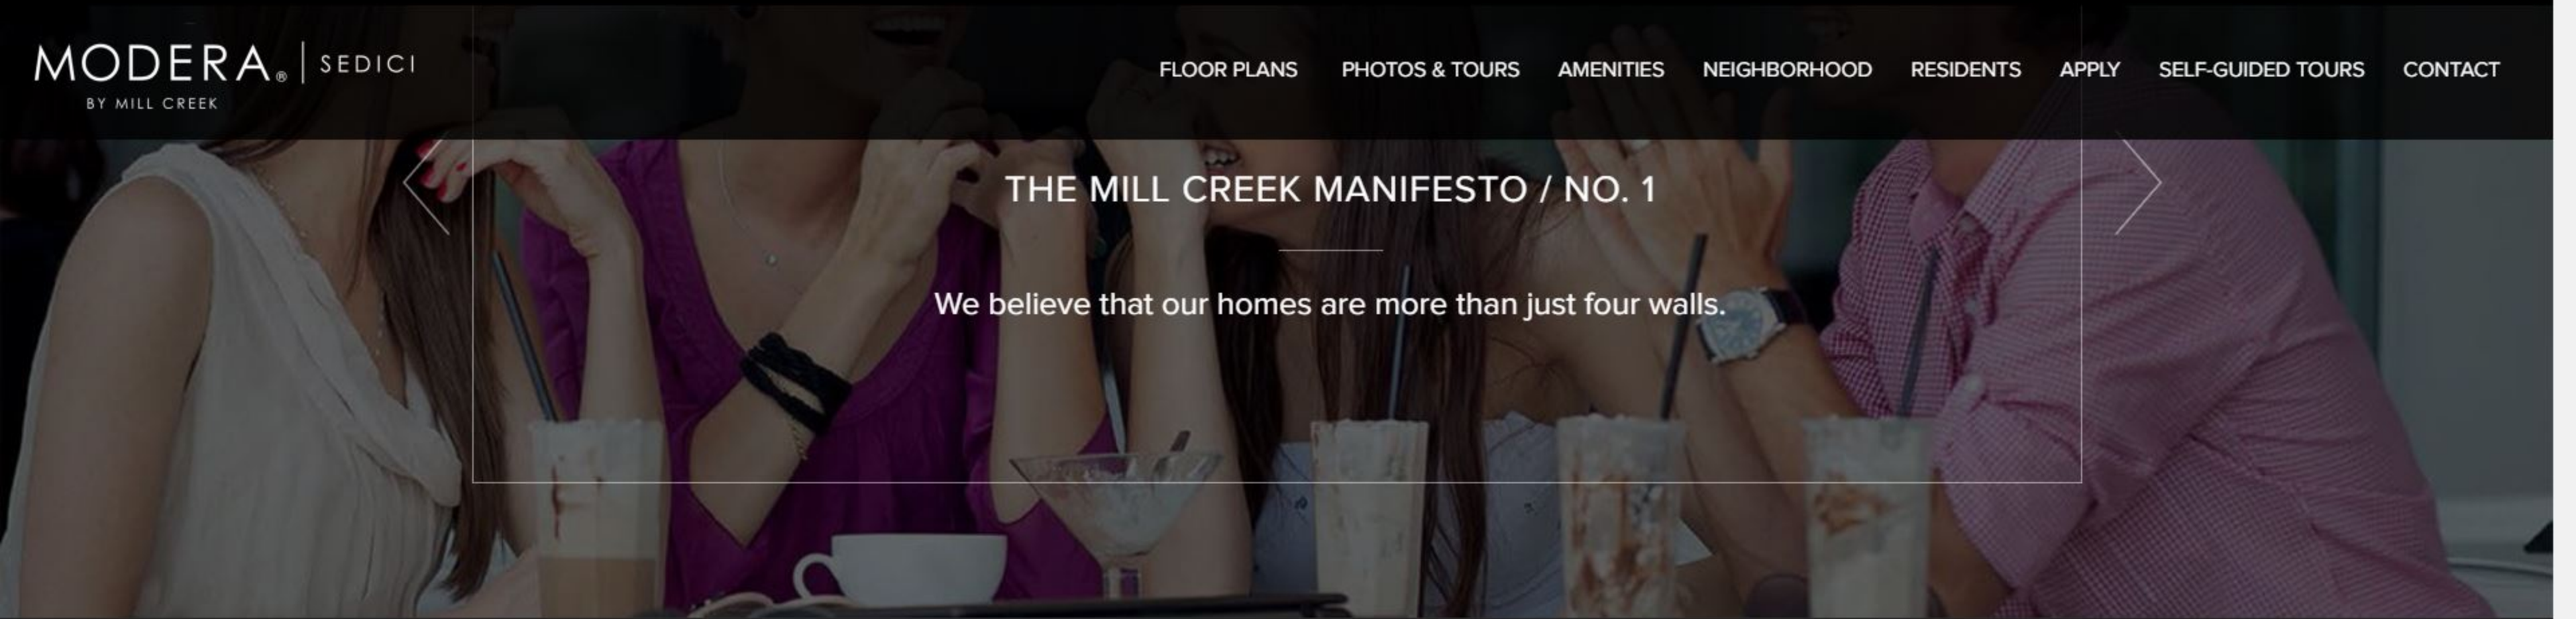 MODERA® | SEDICI
BY MILL CREEK
FLOOR PLANS PHOTOS & TOURS AMENITIES NEIGHBORHOOD RESIDENTS APPLY SELF-GUIDED TOURS CONTACT
THE MILL CREEK MANIFESTO / NO. 1
We believe that our homes are more than just four walls.